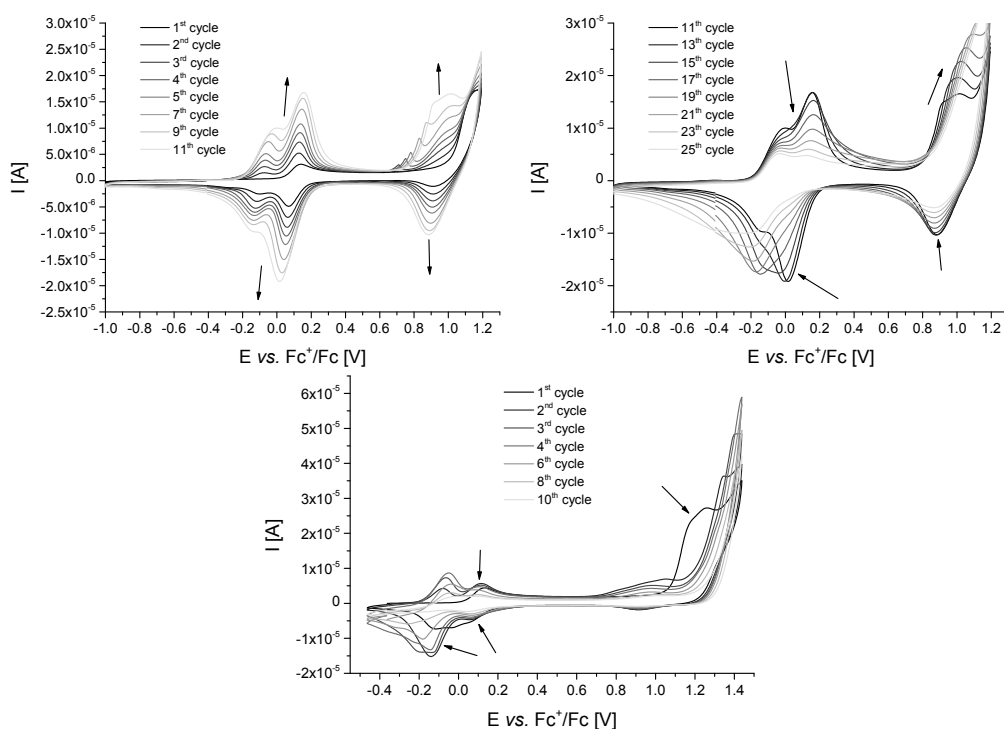 3.0x10⁻⁵
2.5x10⁻⁵
2.0x10⁻⁵
1.5x10⁻⁵
1.0x10⁻⁵
5.0x10⁻⁶
0.0
-5.0x10⁻⁶
-1.0x10⁻⁵
-1.5x10⁻⁵
-2.0x10⁻⁵
-2.5x10⁻⁵
I [A]
1ˢᵗ cycle
2ⁿᵈ cycle
3ʳᵈ cycle
4ᵗʰ cycle
5ᵗʰ cycle
7ᵗʰ cycle
9ᵗʰ cycle
11ᵗʰ cycle
-1.0 -0.8 -0.6 -0.4 -0.2 0.0 0.2 0.4 0.6 0.8 1.0 1.2
E vs. Fc⁺/Fc [V]
3x10⁻⁵
2x10⁻⁵
1x10⁻⁵
0
-1x10⁻⁵
-2x10⁻⁵
I [A]
11ᵗʰ cycle
13ᵗʰ cycle
15ᵗʰ cycle
17ᵗʰ cycle
19ᵗʰ cycle
21ᵗʰ cycle
23ᵗʰ cycle
25ᵗʰ cycle
-1.0 -0.8 -0.6 -0.4 -0.2 0.0 0.2 0.4 0.6 0.8 1.0 1.2
E vs. Fc⁺/Fc [V]
6x10⁻⁵
5x10⁻⁵
4x10⁻⁵
3x10⁻⁵
2x10⁻⁵
1x10⁻⁵
0
-1x10⁻⁵
-2x10⁻⁵
I [A]
1ˢᵗ cycle
2ⁿᵈ cycle
3ʳᵈ cycle
4ᵗʰ cycle
6ᵗʰ cycle
8ᵗʰ cycle
10ᵗʰ cycle
-0.4 -0.2 0.0 0.2 0.4 0.6 0.8 1.0 1.2 1.4
E vs. Fc⁺/Fc [V]